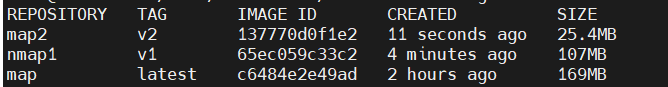 REPOSITORY TAG IMAGE ID CREATED SIZE
map2 v2 137770d0f1e2 11 seconds ago 25.4MB
nmap1 v1 65ec059c33c2 4 minutes ago 107MB
map latest c6484e2e49ad 2 hours ago 169MB